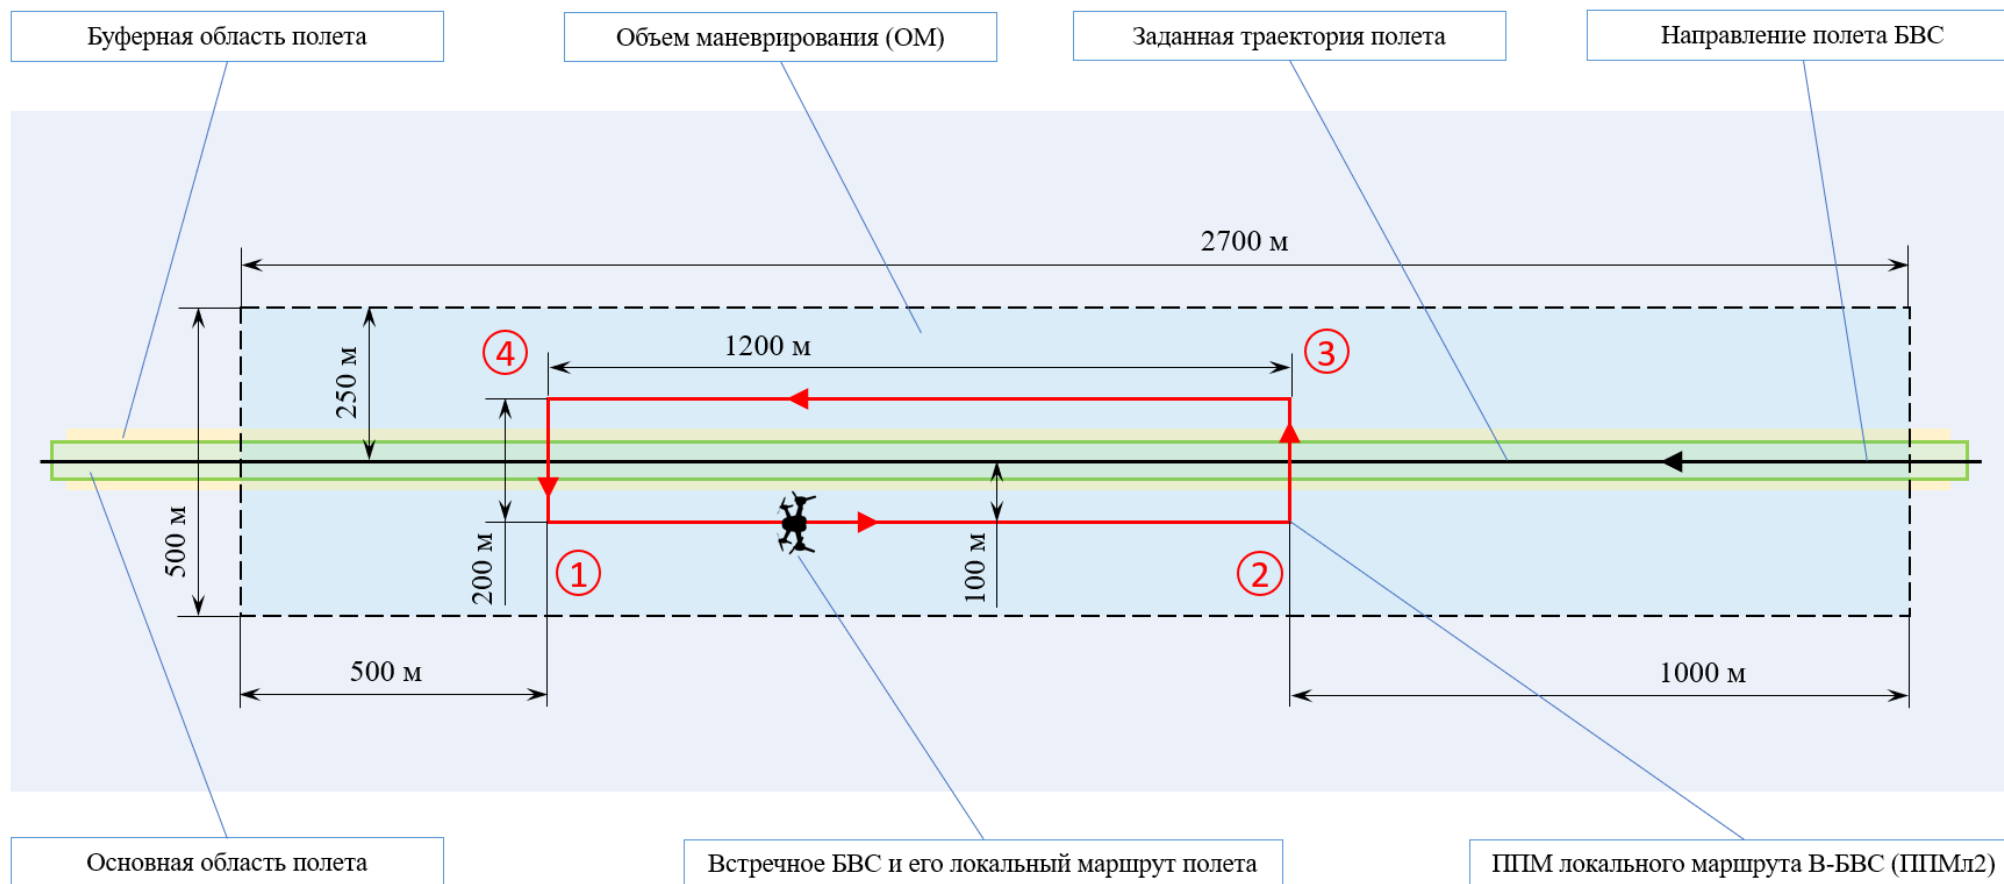 Буферная область полета
Объем маневрирования (ОМ)
Заданная траектория полета
Направление полета БВС
2700 м
1200 м
4
3
250 м
500 м
200 м
100 м
1
2
500 м
1000 м
Основная область полета
Встречное БВС и его локальный маршрут полета
ППМ локального маршрута В-БВС (ППМл2)